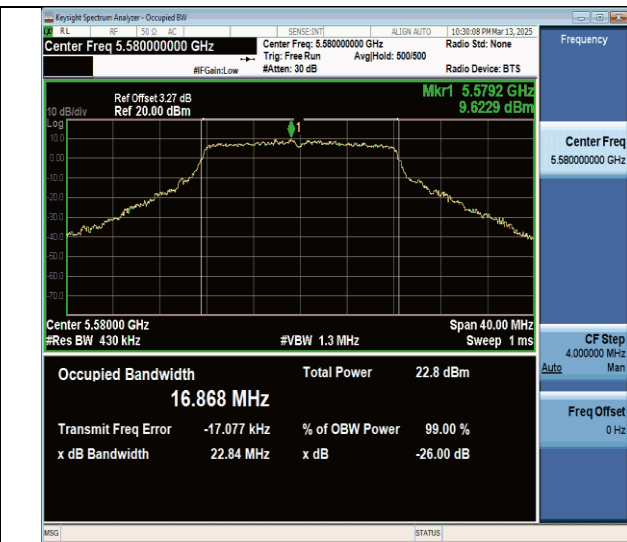 Keysight Spectrum Analyzer - Occupied BW
RL RF 50 Ω AC SENSE:INT ALIGN AUTO 10:30:08 PM Mar 13, 2025
Center Freq 5.580000000 GHz
Center Freq: 5.580000000 GHz
Radio Std: None
Trig: Free Run Avg|Hold: 500/500
#IFGain:Low
#Atten: 30 dB
Radio Device: BTS
Frequency
Mkr1 5.5792 GHz
9.6229 dBm
Ref Offset 3.27 dB
10 dB/div Ref 20.00 dBm
Log
1
10.0
0.00
-10.0
-20.0
-30.0
-40.0
-50.0
-60.0
-70.0
Center 5.58000 GHz Span 40.00 MHz
#Res BW 430 kHz #VBW 1.3 MHz Sweep 1 ms
Occupied Bandwidth Total Power 22.8 dBm
16.868 MHz
Transmit Freq Error -17.077 kHz % of OBW Power 99.00 %
x dB Bandwidth 22.84 MHz x dB -26.00 dB
Center Freq
5.580000000 GHz
CF Step
4.000000 MHz
Auto Man
Freq Offset
0 Hz
MSG STATUS